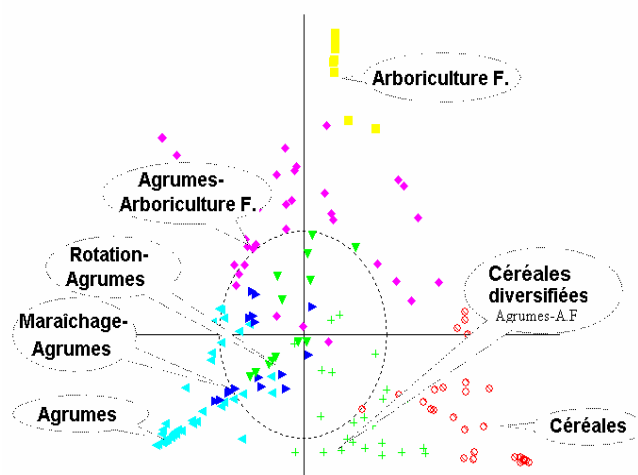 Arboriculture F.
Agrumes-
Arboriculture F.
Rotation-
Agrumes
Céréales
diversifiées
Agrumes-A.F
Maraîchage-
Agrumes
Agrumes
Céréales